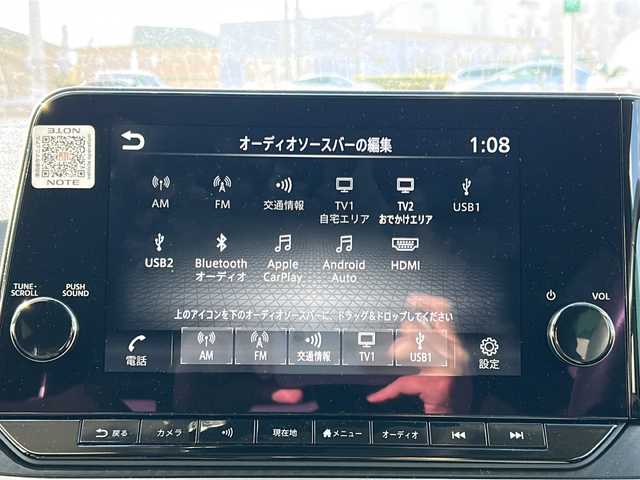 オーディオソースバーの編集 1:08
NOTE
NOTE
AM FM 交通情報 TV1 TV2 USB1
自宅エリア おでかけエリア
USB2 Bluetooth Apple Android HDMI
オーディオ CarPlay Auto
TUNE・ PUSH
SCROLL SOUND
VOL
上のアイコンを下のオーディオソースバーに、ドラッグ&ドロップしてください
電話 AM FM 交通情報 TV1 USB1 設定
戻る カメラ 現在地 メニュー オーディオ